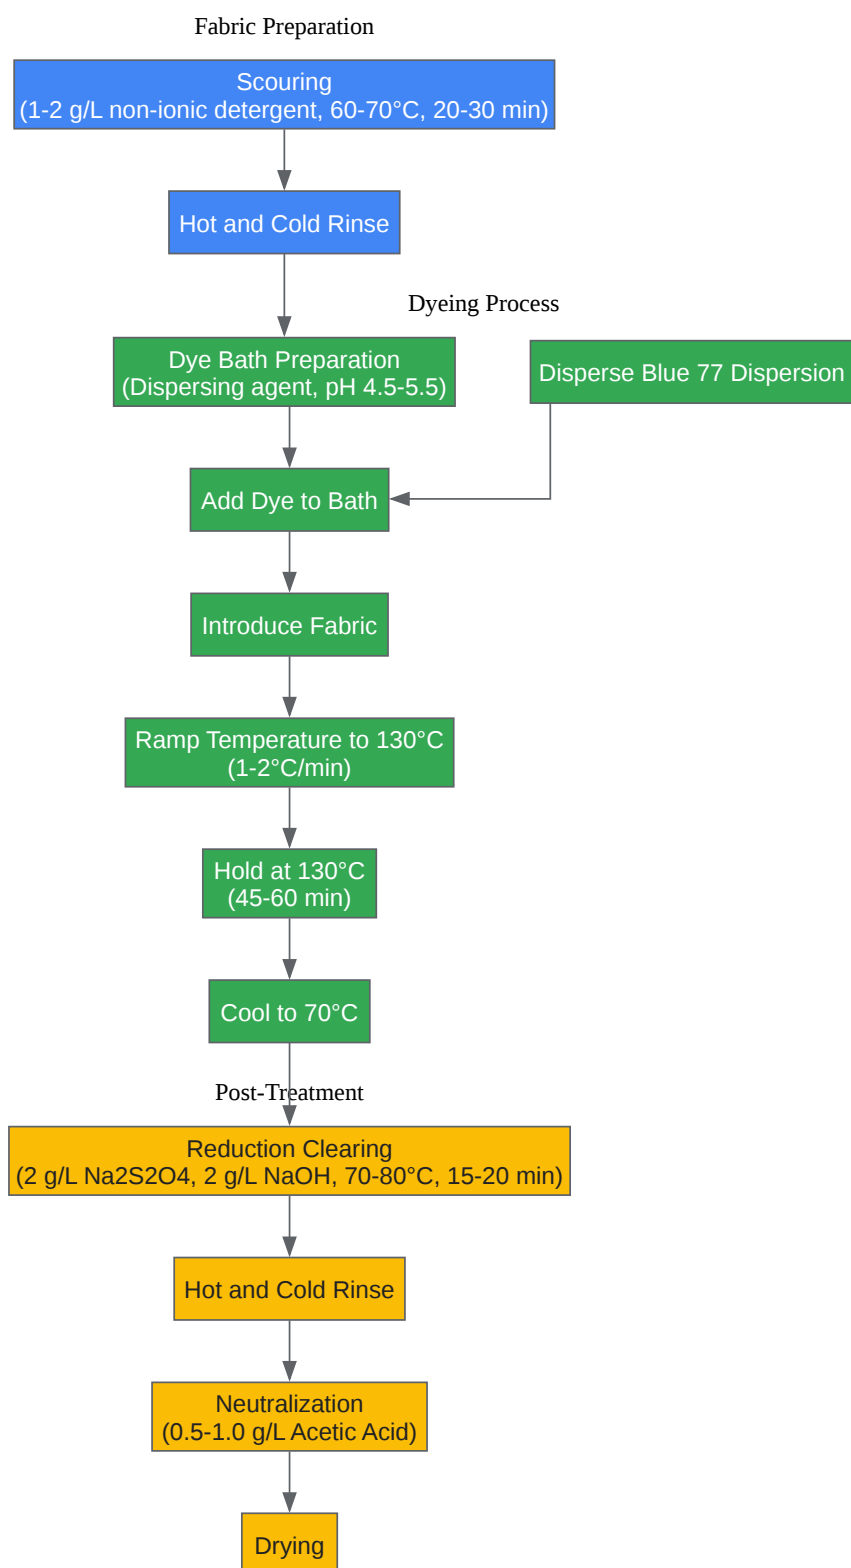 Fabric Preparation
Scouring
(1-2 g/L non-ionic detergent, 60-70°C, 20-30 min)
Hot and Cold Rinse
Dyeing Process
Dye Bath Preparation
(Dispersing agent, pH 4.5-5.5)
Disperse Blue 77 Dispersion
Add Dye to Bath
Introduce Fabric
Ramp Temperature to 130°C
(1-2°C/min)
Hold at 130°C
(45-60 min)
Cool to 70°C
Post-Treatment
Reduction Clearing
(2 g/L Na2S2O4, 2 g/L NaOH, 70-80°C, 15-20 min)
Hot and Cold Rinse
Neutralization
(0.5-1.0 g/L Acetic Acid)
Drying